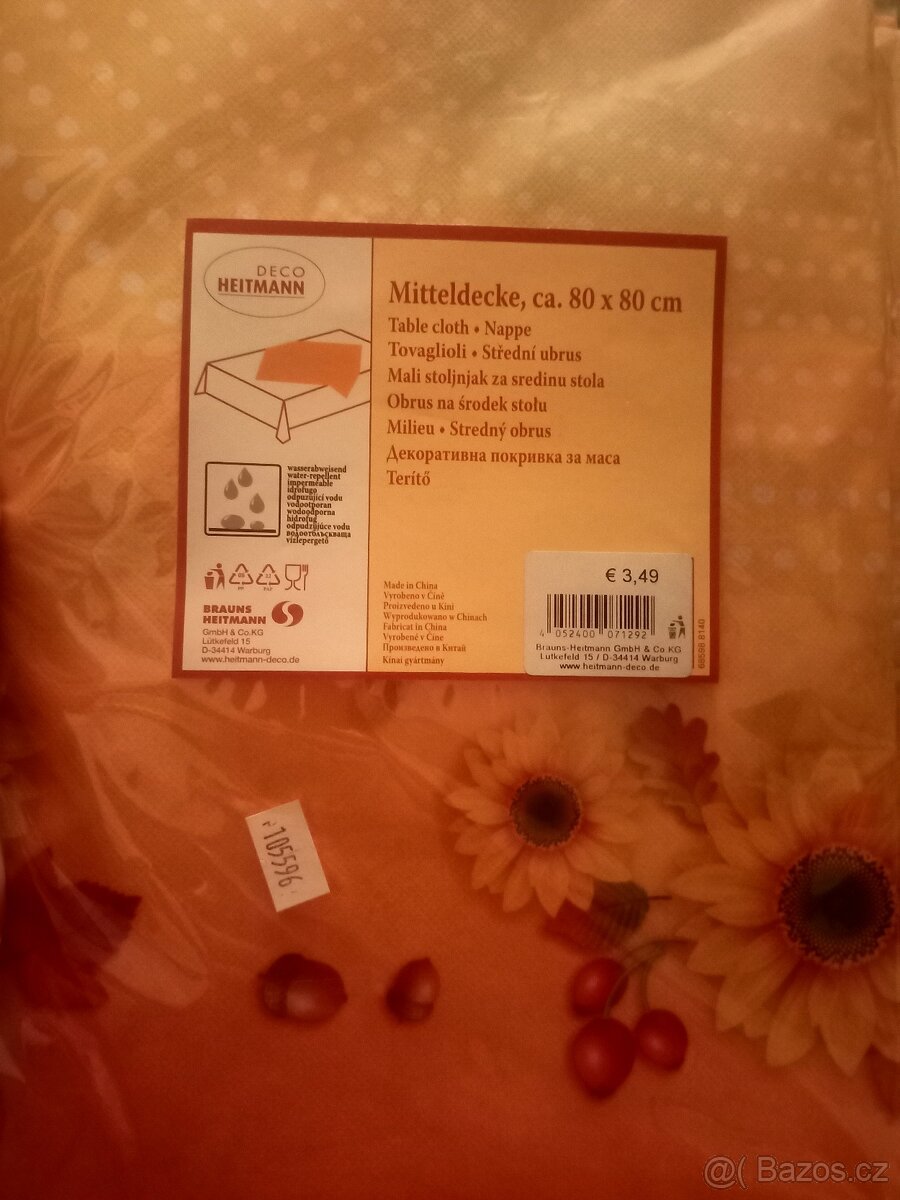 DECO
HEITMANN
Mitteldecke, ca. 80 x 80 cm
Table cloth • Nappe
Tovaglioli • Střední ubrus
Mali stoljnjak za sredinu stola
Obrus na środek stołu
Milieu • Stredný obrus
Декоративна покривка за маса
Terítő
wasserabweisend
water-repellent
imperméable
idrofugo
odpuzující vodu
vodootporan
wodoodporna
hidrofug
odpudzujúce vodu
водоотблъскваща
vízlepergető
BRAUNS
HEITMANN
GmbH & Co.KG
Lütkefeld 15
D-34414 Warburg
www.heitmann-deco.de
Made in China
Vyrobeno v Číně
Proizvedeno u Kini
Wyprodukowano w Chinach
Fabricat in China
Vyrobené v Číne
Произведено в Китай
Kínai gyártmány
€ 3,49
4 052400 071292
Brauns-Heitmann GmbH & Co KG
Lütkefeld 15 / D-34414 Warburg
www.heitmann-deco.de
68598 8140
105596
@( Bazos.cz